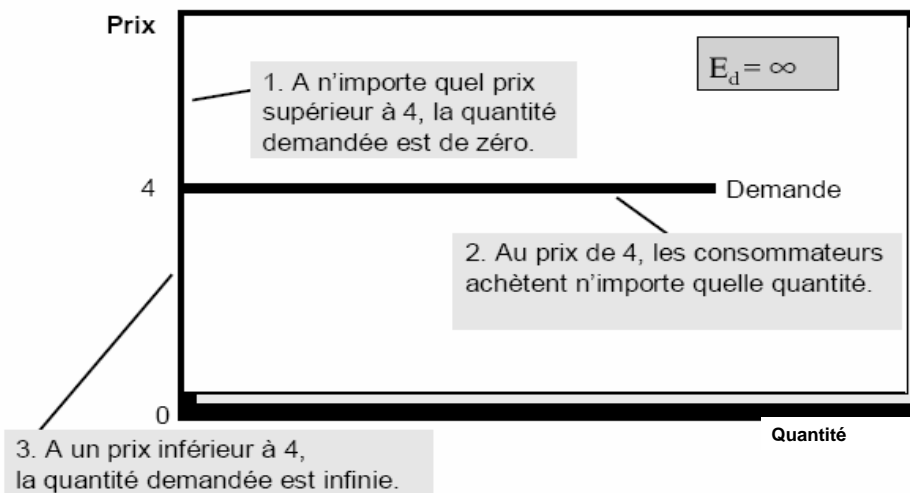 Prix
E_d = ∞
1. A n’importe quel prix
supérieur à 4, la quantité
demandée est de zéro.
4
Demande
2. Au prix de 4, les consommateurs
achètent n’importe quelle quantité.
0
Quantité
3. A un prix inférieur à 4,
la quantité demandée est infinie.